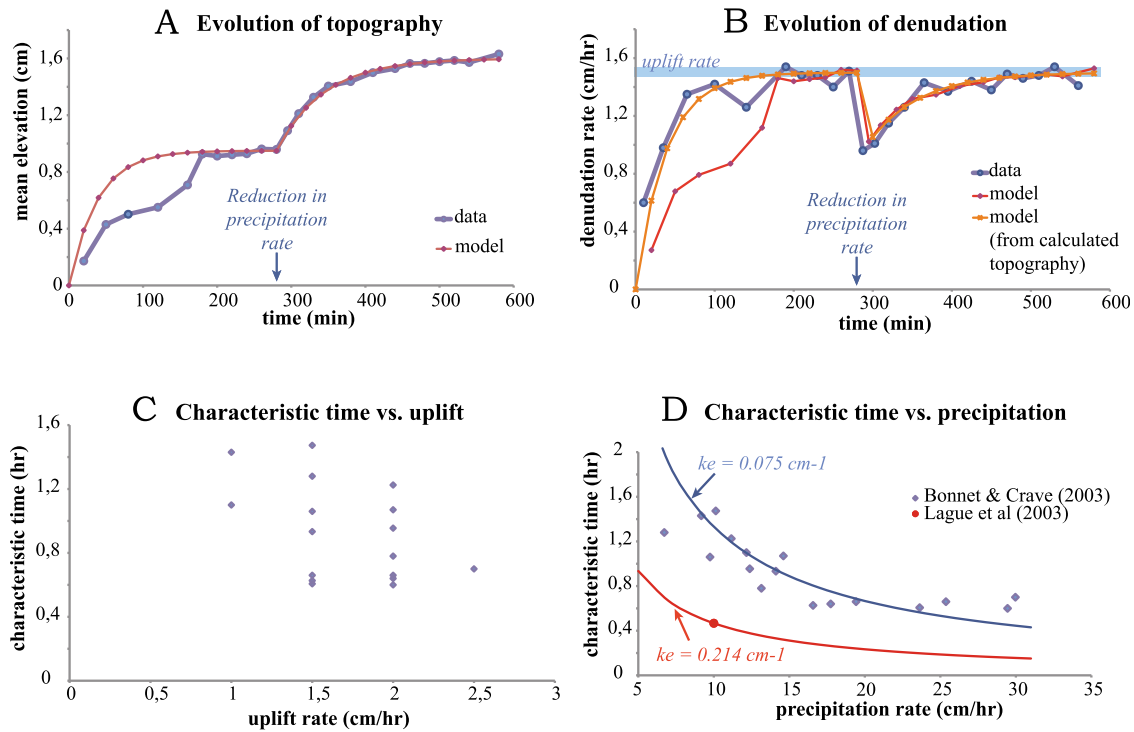 A Evolution of topography
mean elevation (cm)
1,6
1,2
0.8
0.4
0
0
100
200
300
400
500
600
time (min)
Reduction in
precipitation
rate
data
model
B Evolution of denudation
denudation rate (cm/hr)
1,6
1.2
0.8
0.4
0
0
100
200
300
400
500
600
time (min)
uplift rate
Reduction in
precipitation
rate
data
model
model
(from calculated
topography)
C Characteristic time vs. uplift
characteristic time (hr)
1,6
1.2
0.8
0.4
0
0
0,5
1
1,5
2
2,5
3
uplift rate (cm/hr)
D Characteristic time vs. precipitation
characteristic time (hr)
2
1,6
1,2
0.8
0.4
0
5
10
15
20
25
30
35
precipitation rate (cm/hr)
ke = 0.075 cm-1
Bonnet & Crave (2003)
Lague et al (2003)
ke = 0.214 cm-1